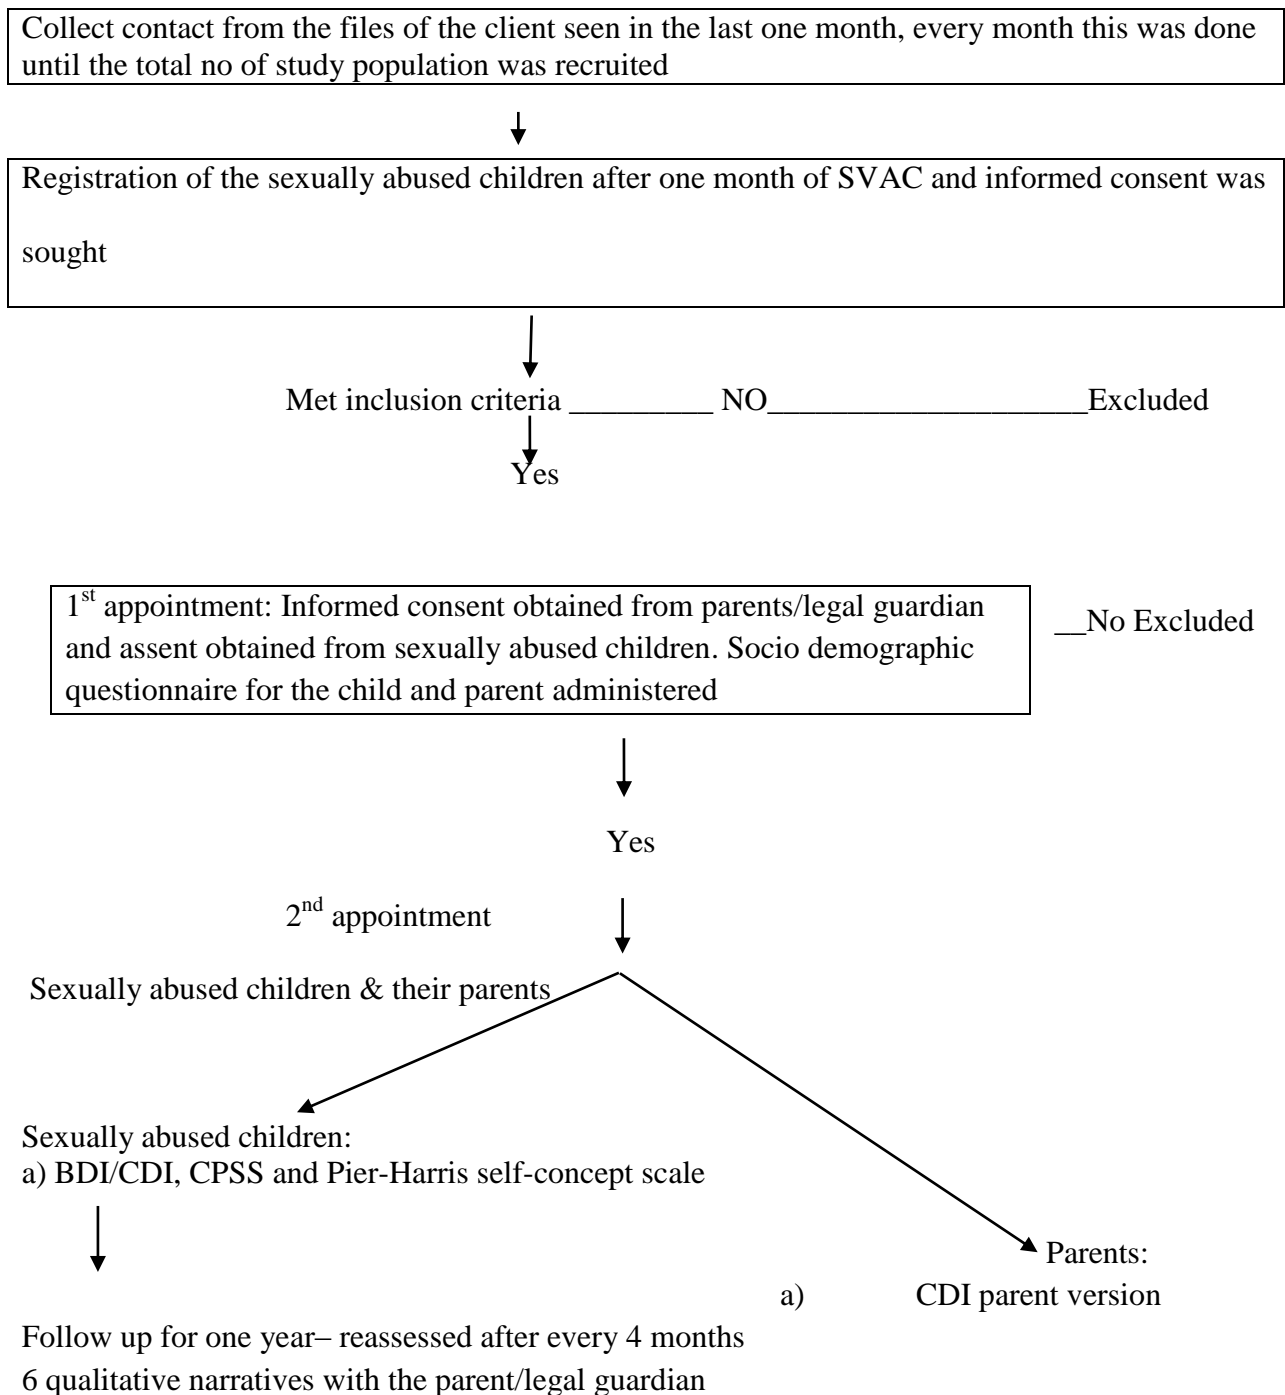 Collect contact from the files of the client seen in the last one month, every month this was done
until the total no of study population was recruited
Registration of the sexually abused children after one month of SVAC and informed consent was
sought
Met inclusion criteria _________ NO____________________Excluded
Yes
1st appointment: Informed consent obtained from parents/legal guardian
and assent obtained from sexually abused children. Socio demographic
questionnaire for the child and parent administered
__No Excluded
Yes
2nd appointment
Sexually abused children & their parents
Sexually abused children:
a) BDI/CDI, CPSS and Pier-Harris self-concept scale
Parents:
a) CDI parent version
Follow up for one year– reassessed after every 4 months
6 qualitative narratives with the parent/legal guardian